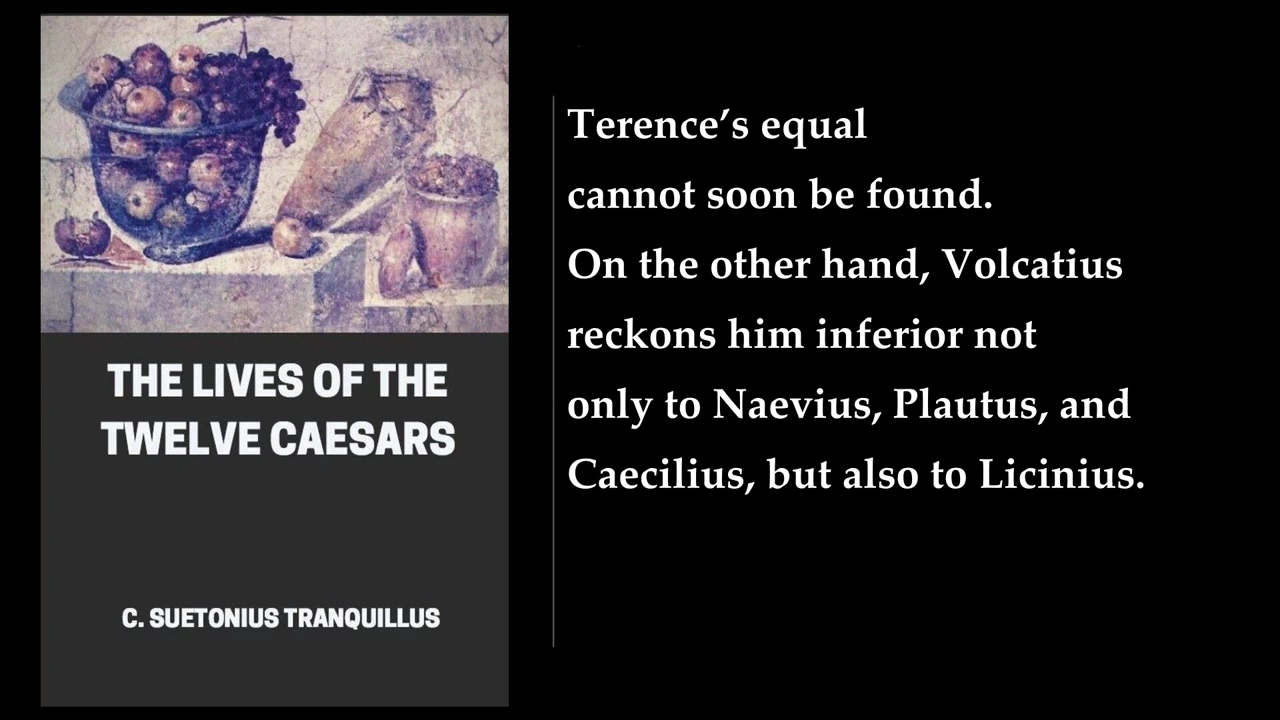 THE LIVES OF THE
TWELVE CAESARS
C. SUETONIUS TRANQUILLUS
Terence’s equal
cannot soon be found.
On the other hand, Volcatius
reckons him inferior not
only to Naevius, Plautus, and
Caecilius, but also to Licinius.